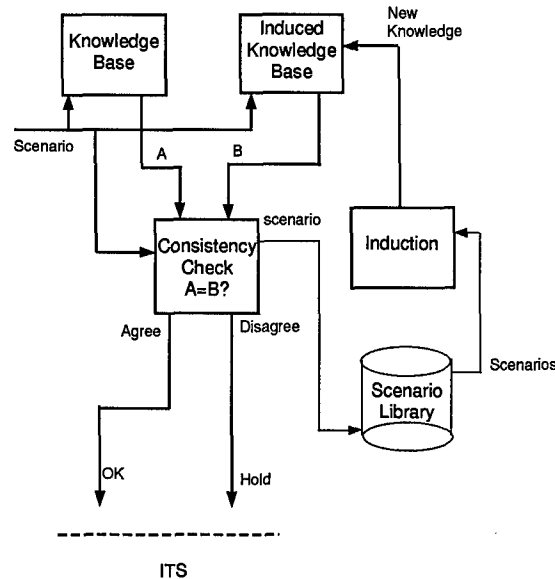 New
Knowledge
Knowledge
Base
Induced
Knowledge
Base
Scenario
A
B
scenario
Consistency
Check
A=B?
Induction
Agree
Disagree
Scenarios
Scenario
Library
OK
Hold
ITS